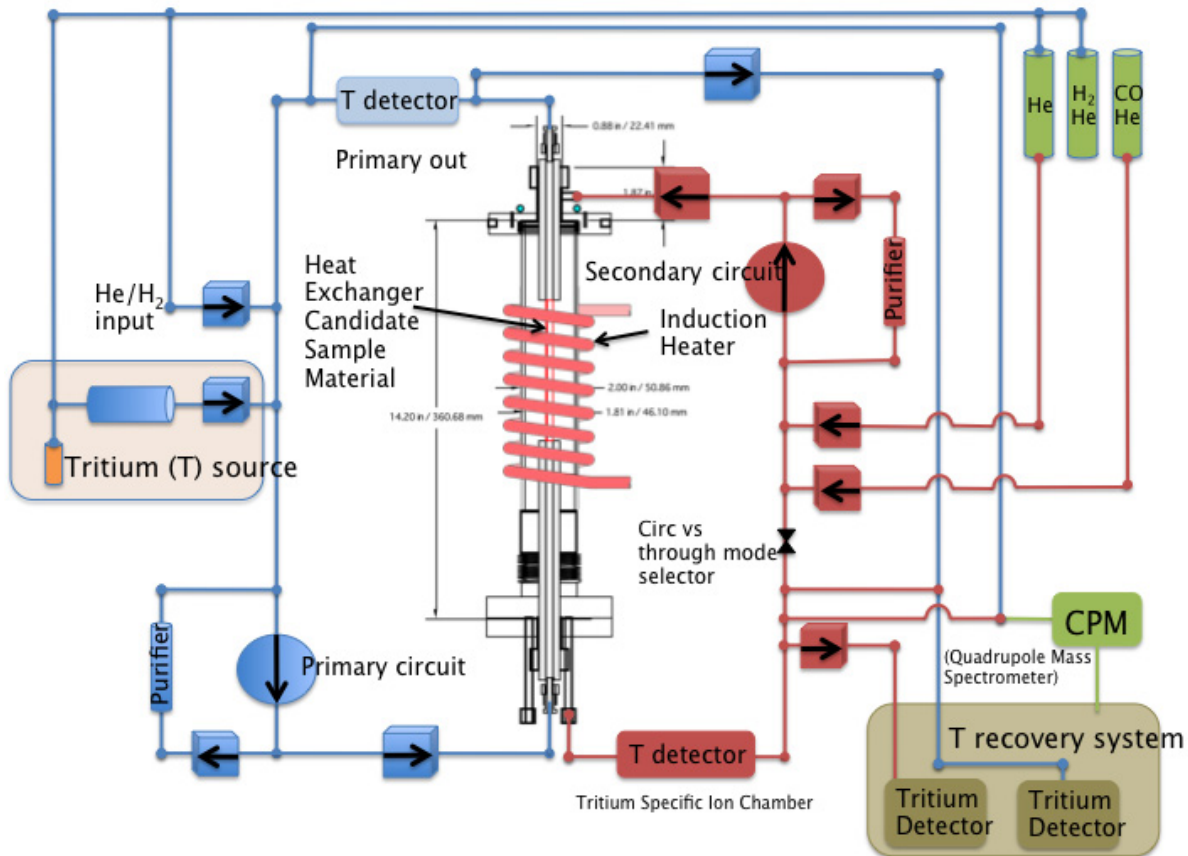 T detector
Primary out
0.88 in / 22.41 mm
1.87 in
He
H2
He
CO
He
Heat
Exchanger
Candidate
Sample
Material
Secondary circuit
Purifier
He/H2
input
Induction
Heater
2.00 in / 50.86 mm
1.81 in / 46.10 mm
14.20 in / 360.68 mm
Tritium (T) source
Circ vs
through mode
selector
Purifier
Primary circuit
CPM
(Quadrupole Mass
Spectrometer)
T recovery system
T detector
Tritium Specific Ion Chamber
Tritium
Detector
Tritium
Detector